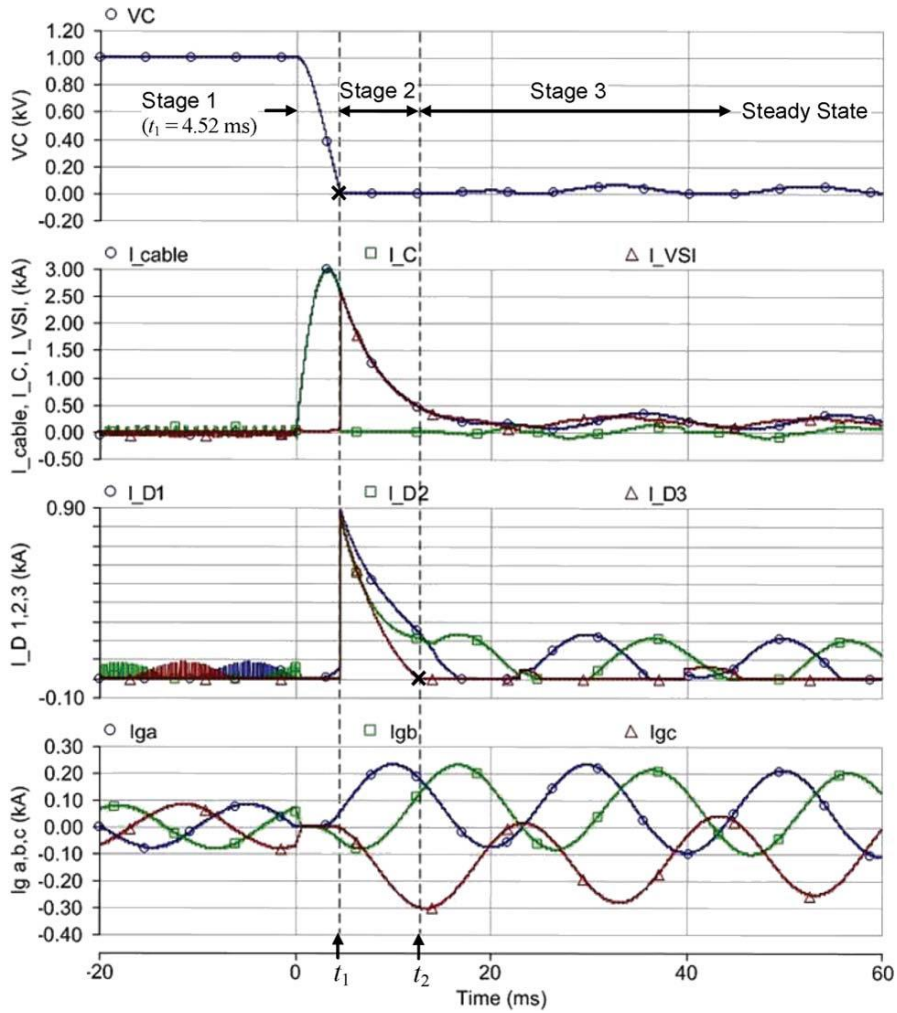 VC
1.20
1.00
0.80
0.60
0.40
0.20
0.00
-0.20
VC (kV)
Stage 1
(t1 = 4.52 ms)
Stage 2
Stage 3
Steady State
I_cable I_C I_VSI
3.00
2.50
2.00
1.50
1.00
0.50
0.00
-0.50
I_cable, I_C, I_VSI, (kA)
I_D1 I_D2 I_D3
0.90
-0.10
I_D 1,2,3 (kA)
Iga Igb Igc
0.30
0.20
0.10
0.00
-0.10
-0.20
-0.30
-0.40
Ig a,b,c (kA)
-20 0 t1 t2 20 40 60
Time (ms)